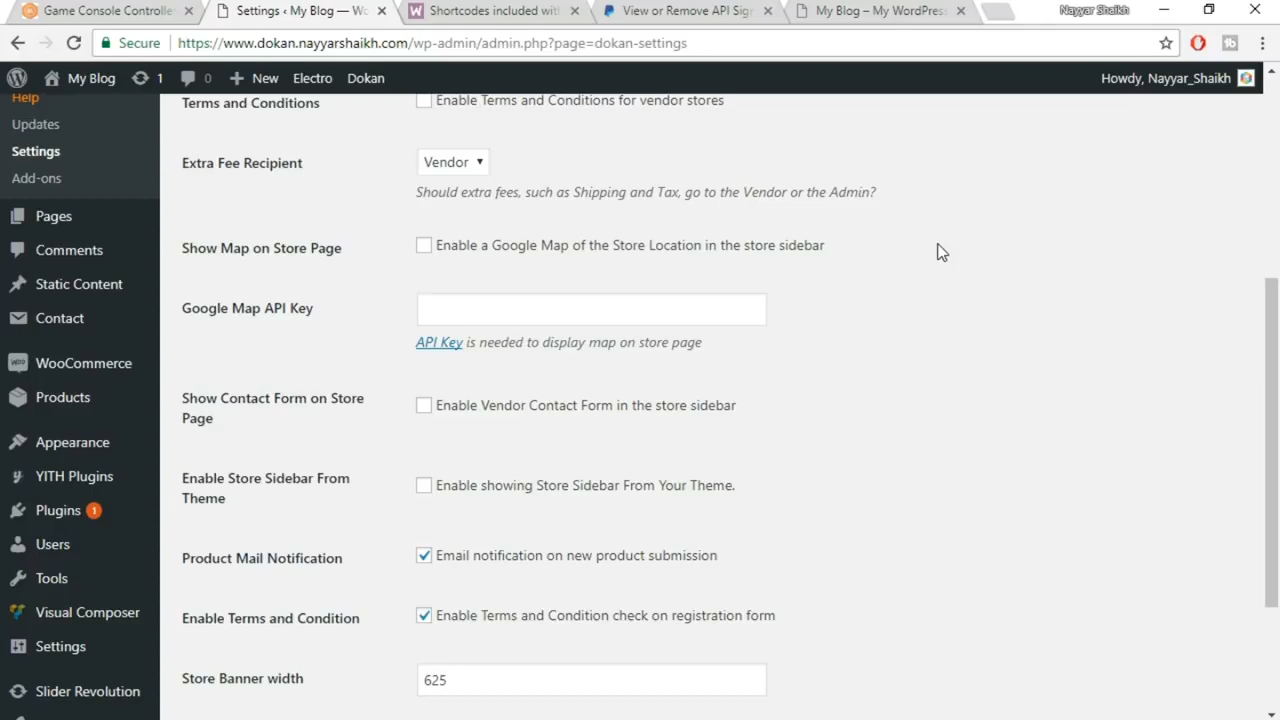 Game Console Controlle
Settings ‹ My Blog — Wo
Shortcodes included wit
View or Remove API Sig
My Blog – My WordPres
Nayyar Shaikh
Secure
https://www.dokan.nayyarshaikh.com/wp-admin/admin.php?page=dokan-settings
My Blog
1
0
New
Electro
Dokan
Howdy, Nayyar_Shaikh
Help
Updates
Settings
Add-ons
Pages
Comments
Static Content
Contact
WooCommerce
Products
Appearance
YITH Plugins
Plugins 1
Users
Tools
Visual Composer
Settings
Slider Revolution
Terms and Conditions
Enable Terms and Conditions for vendor stores
Extra Fee Recipient
Vendor
Should extra fees, such as Shipping and Tax, go to the Vendor or the Admin?
Show Map on Store Page
Enable a Google Map of the Store Location in the store sidebar
Google Map API Key
API Key is needed to display map on store page
Show Contact Form on Store
Page
Enable Vendor Contact Form in the store sidebar
Enable Store Sidebar From
Theme
Enable showing Store Sidebar From Your Theme.
Product Mail Notification
Email notification on new product submission
Enable Terms and Condition
Enable Terms and Condition check on registration form
Store Banner width
625